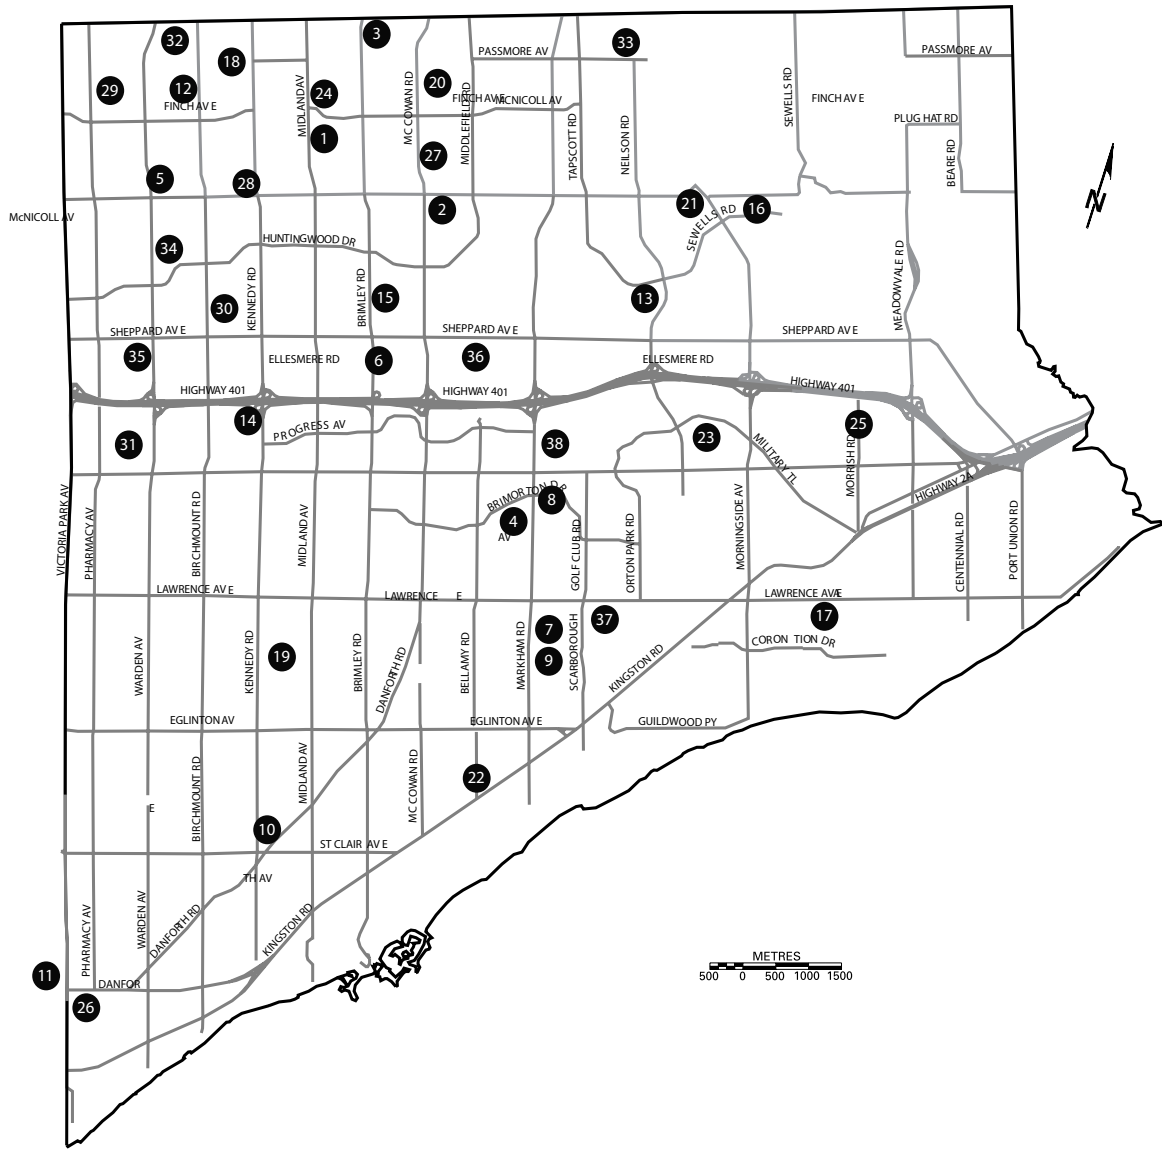 32
3
33
PASSMORE AV
PASSMORE AV
18
29
12
MIDLAND AV
24
MC COWAN RD
20
MIDDLEFIELD RD
SEWELLS RD
FINCH AV E
FINCH AV E
MCNICOLL AV
FINCH AV E
1
TAPSCOTT RD
NEILSON RD
PLUG HAT RD
BEARE RD
27
N
5
28
McNICOLL AV
2
21
SEWELLS RD
16
34
HUNTINGWOOD DR
MEADOWVALE RD
30
KENNEDY RD
BRIMLEY RD
15
13
SHEPPARD AV E
SHEPPARD AV E
SHEPPARD AV E
35
ELLESMERE RD
6
36
ELLESMERE RD
HIGHWAY 401
HIGHWAY 401
HIGHWAY 401
14
PROGRESS AV
31
38
23
25
MILITARY TL
MORRISH RD
HIGHWAY 2A
VICTORIA PARK AV
PHARMACY AV
BIRCHMOUNT RD
MIDLAND AV
BRIMORTON DR
8
4
AV
GOLF CLUB RD
ORTON PARK RD
MORNINGSIDE AV
CENTENNIAL RD
PORT UNION RD
LAWRENCE AV E
LAWRENCE E
LAWRENCE AVAE
7
37
17
WARDEN AV
KENNEDY RD
19
BRIMLEY RD
DANFORTH RD
BELLAMY RD
MARKHAM RD
9
SCARBOROUGH
KINGSTON RD
CORON TION DR
EGLINTON AV
EGLINTON AV E
GUILDWOOD PY
BIRCHMOUNT RD
MIDLAND AV
MC COWAN RD
22
E
10
ST CLAIR AV E
TH AV
PHARMACY AV
WARDEN AV
DANFORTH RD
KINGSTON RD
11
DANFOR
26
METRES
500 0 500 1000 1500